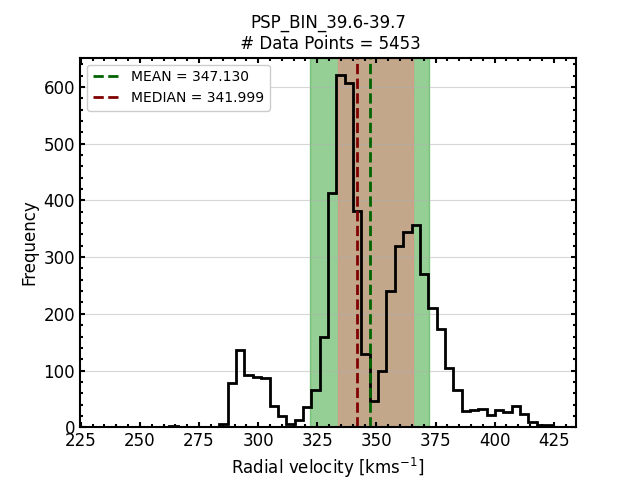 PSP_BIN_39.6-39.7
# Data Points = 5453
MEAN = 347.130
MEDIAN = 341.999
600
500
400
300
200
100
0
Frequency
225 250 275 300 325 350 375 400 425
Radial velocity [kms⁻¹]